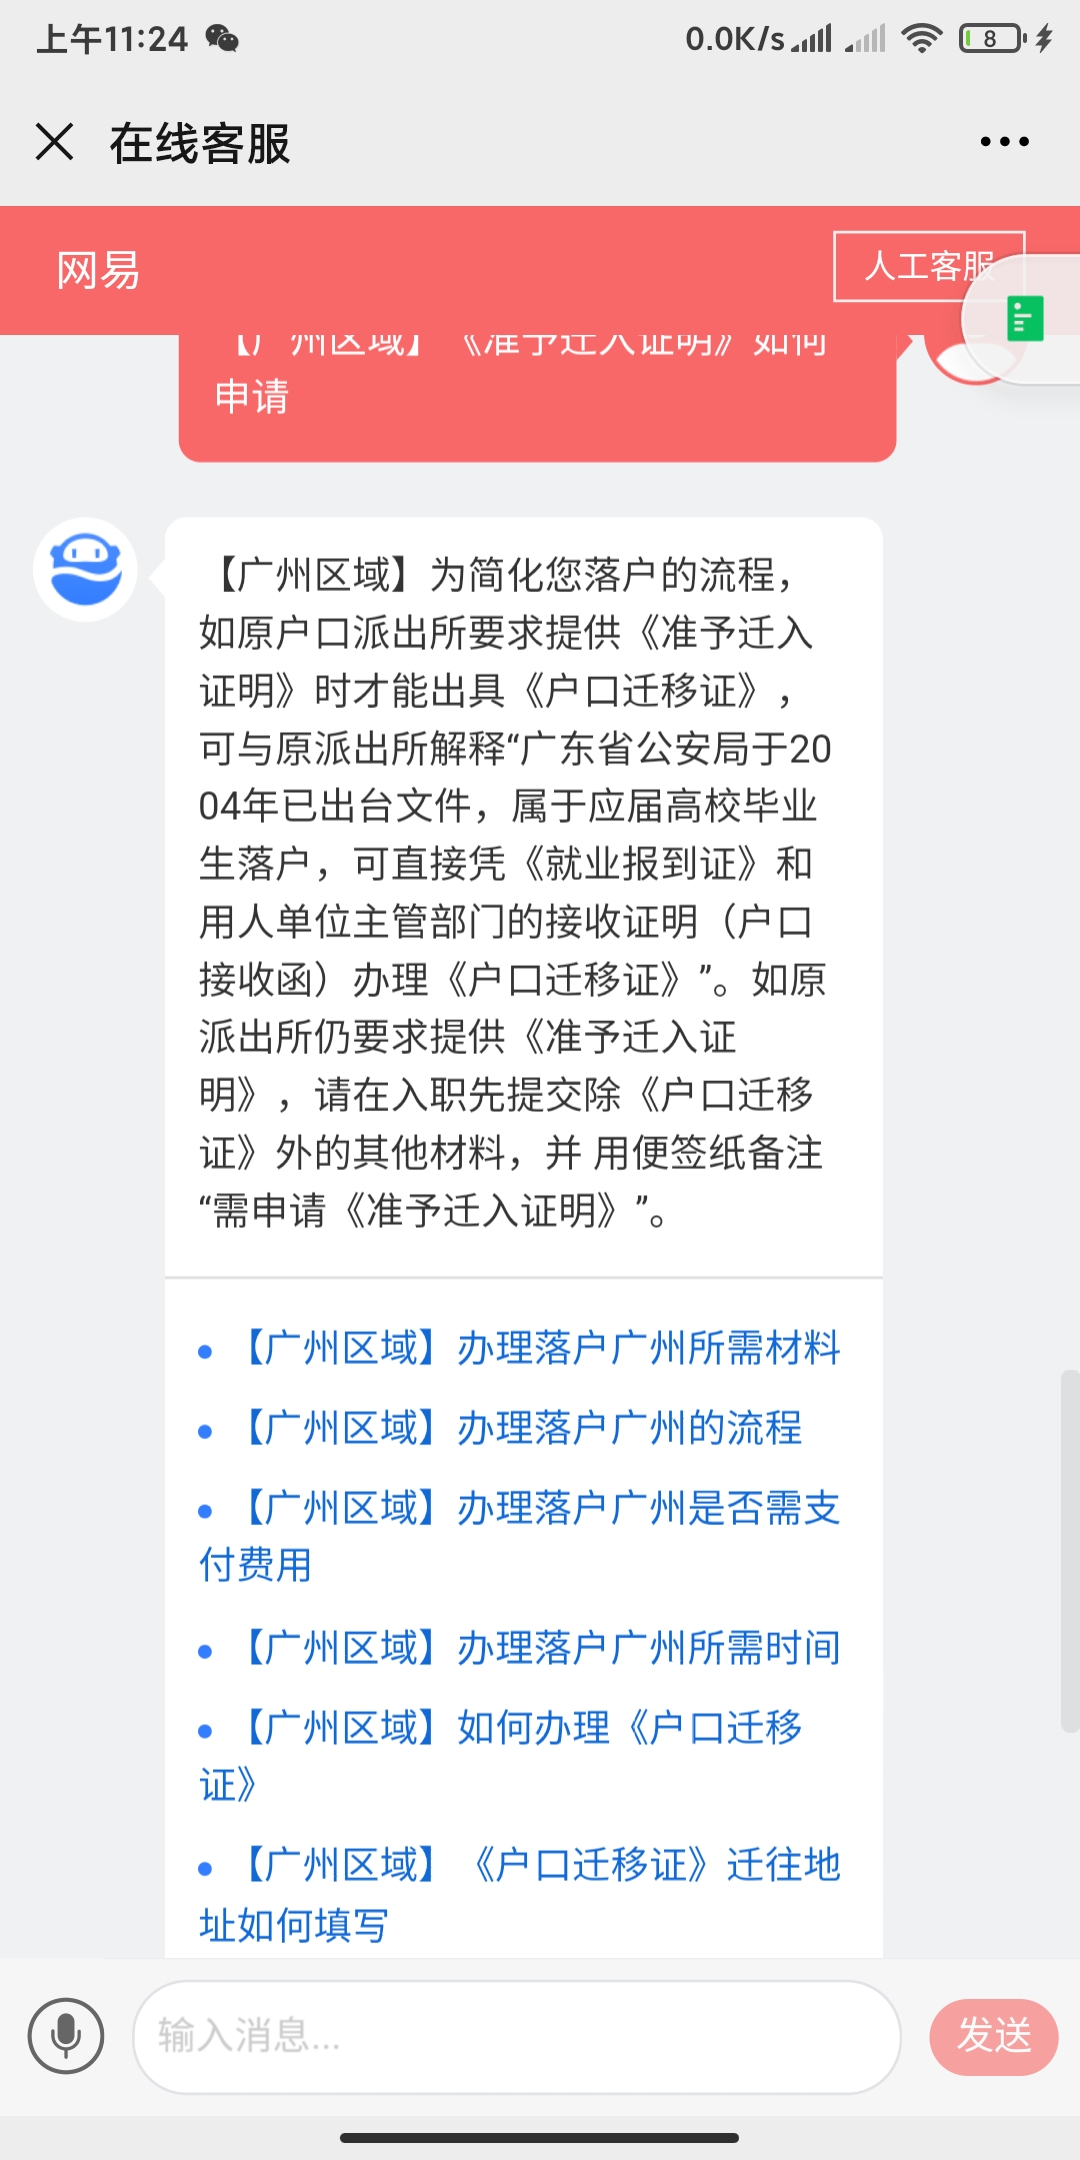 上午11:24
0.0K/s
8
在线客服
网易
人工客服
【广州区域】《准予迁入证明》如何
申请
【广州区域】为简化您落户的流程，
如原户口派出所要求提供《准予迁入
证明》时才能出具《户口迁移证》，
可与原派出所解释“广东省公安局于20
04年已出台文件，属于应届高校毕业
生落户，可直接凭《就业报到证》和
用人单位主管部门的接收证明（户口
接收函）办理《户口迁移证》”。如原
派出所仍要求提供《准予迁入证
明》，请在入职先提交除《户口迁移
证》外的其他材料，并 用便签纸备注
“需申请《准予迁入证明》”。
【广州区域】办理落户广州所需材料
【广州区域】办理落户广州的流程
【广州区域】办理落户广州是否需支
付费用
【广州区域】办理落户广州所需时间
【广州区域】如何办理《户口迁移
证》
【广州区域】《户口迁移证》迁往地
址如何填写
输入消息...
发送